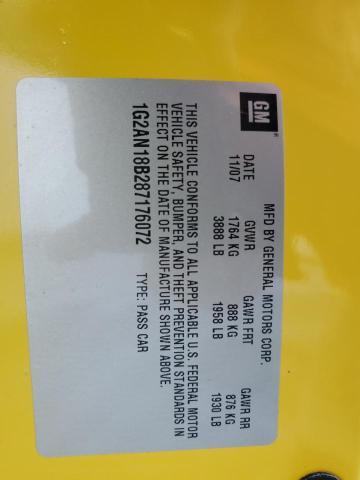 GM
MFD BY GENERAL MOTORS CORP.
DATE GVWR GAWR FRT GAWR RR
11/07 1764 KG 888 KG 876 KG
3888 LB 1958 LB 1930 LB
THIS VEHICLE CONFORMS TO ALL APPLICABLE U.S. FEDERAL MOTOR
VEHICLE SAFETY, BUMPER, AND THEFT PREVENTION STANDARDS IN
EFFECT ON THE DATE OF MANUFACTURE SHOWN ABOVE.
1G2AN18B287176072 TYPE: PASS CAR